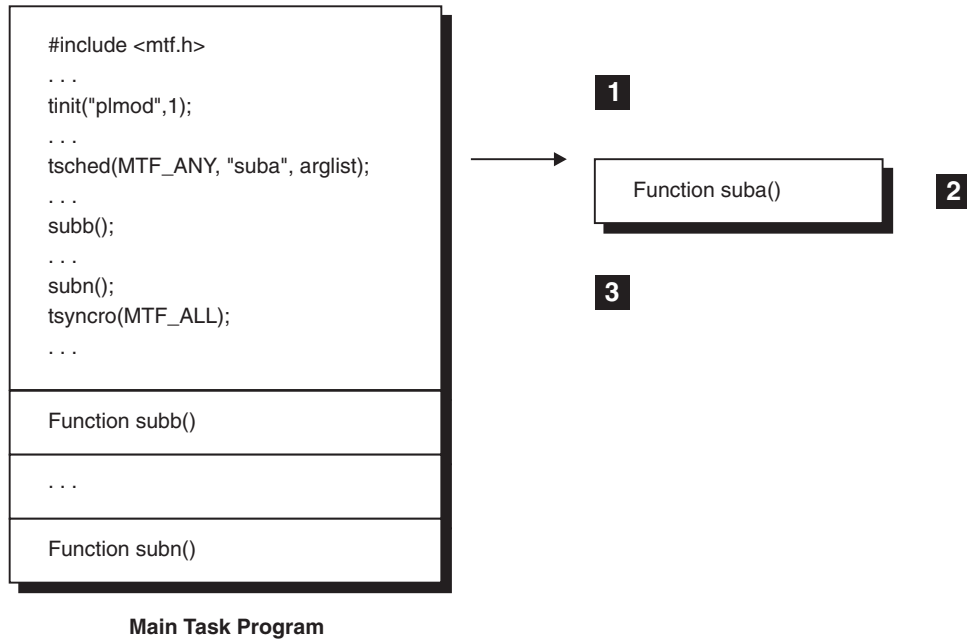 #include <mtf.h>
. . .
tinit("plmod",1);
. . .
tsched(MTF_ANY, "suba", arglist);
. . .
subb();
. . .
subn();
tsyncro(MTF_ALL);
. . .
Function subb()
. . .
Function subn()
Main Task Program
1
Function suba()
2
3